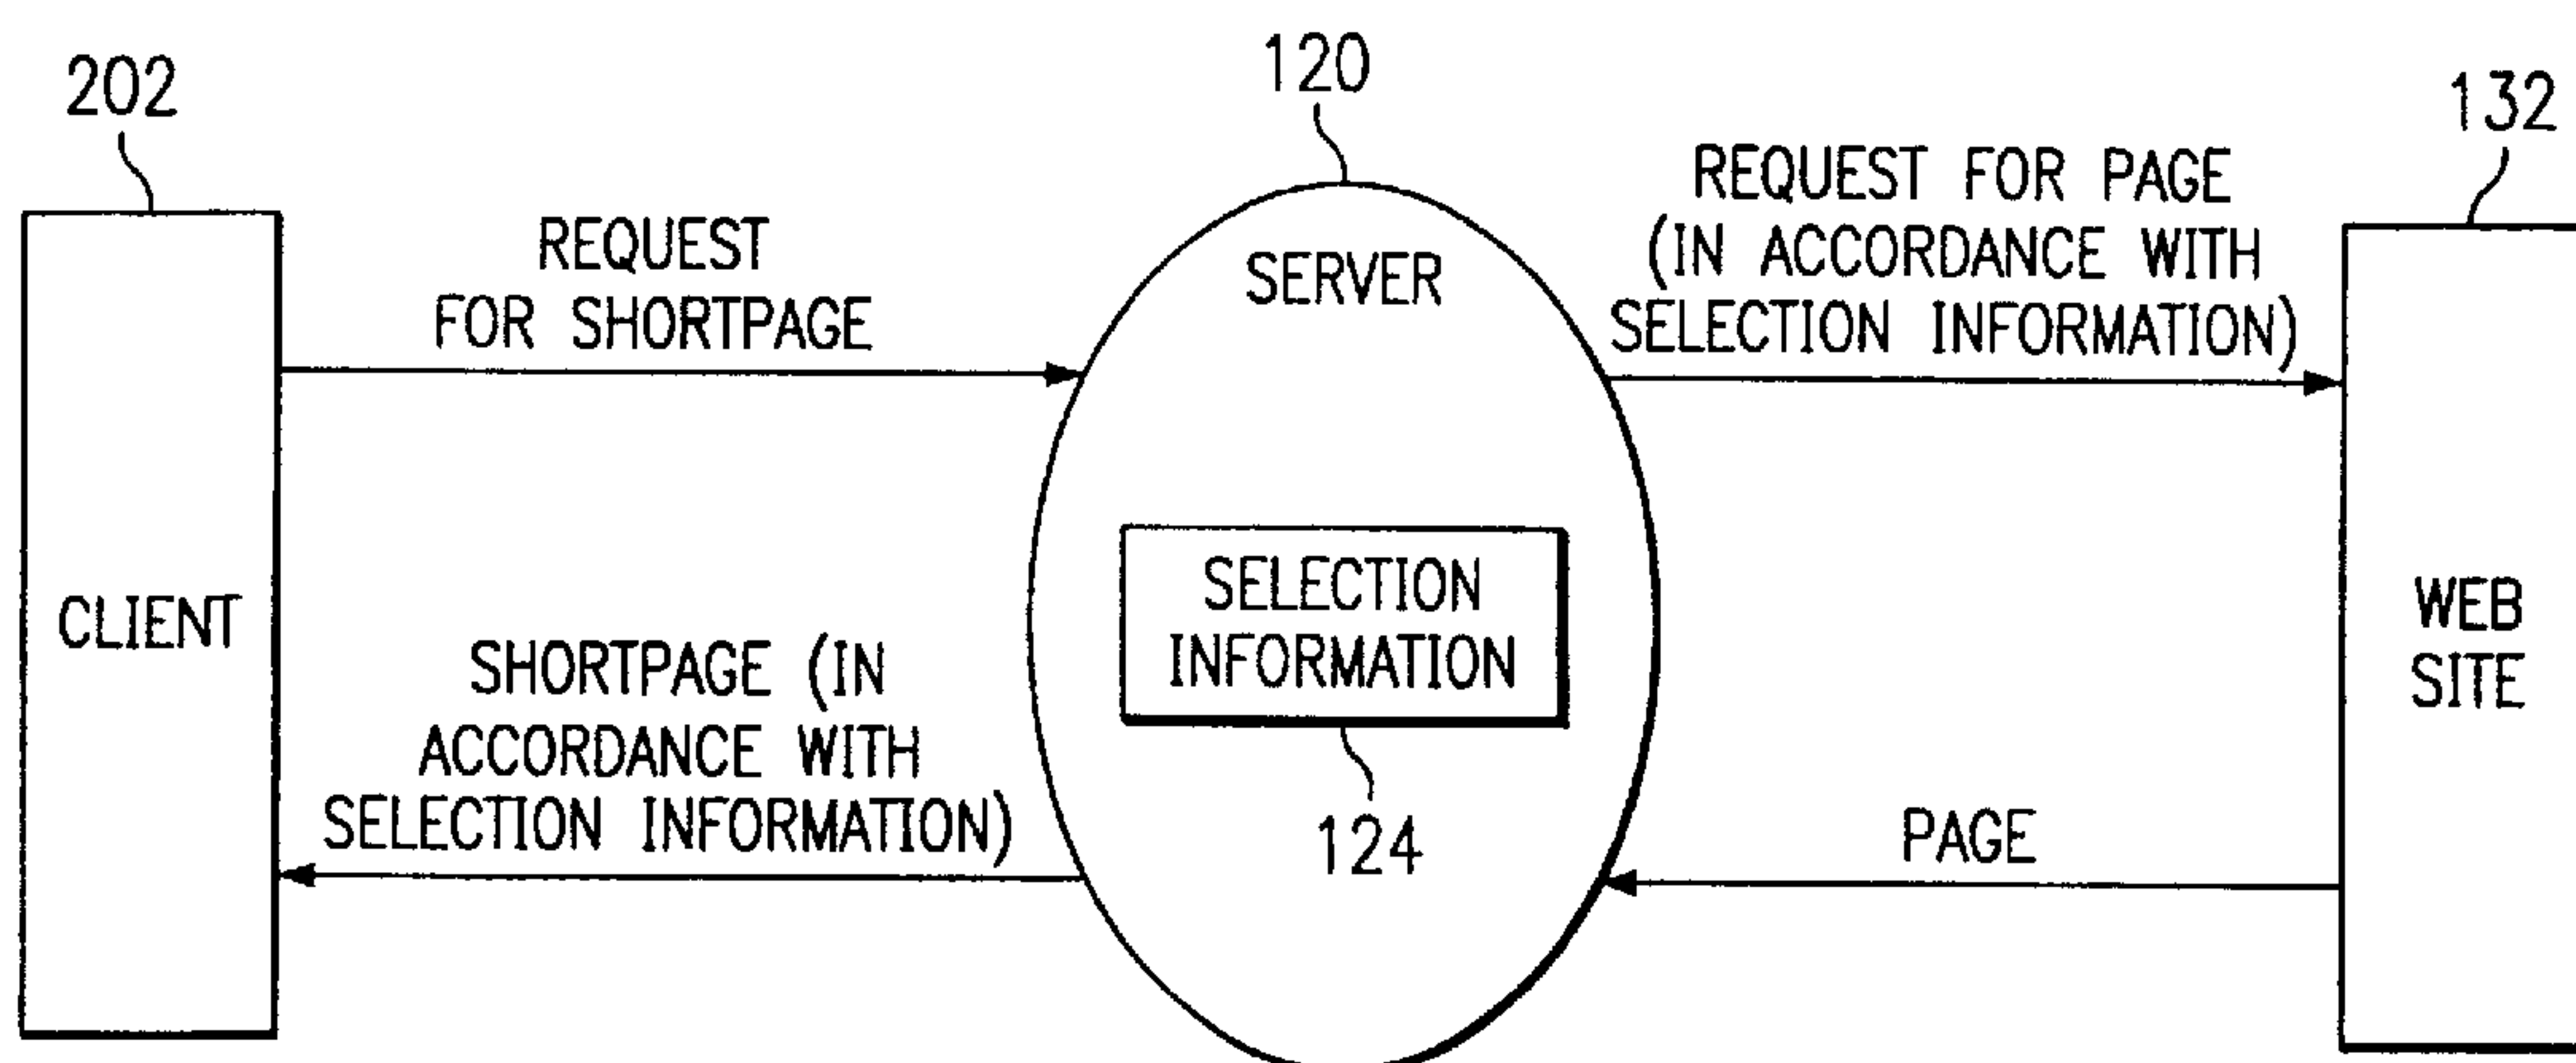 202
120
132
REQUEST
FOR SHORTPAGE
SERVER
REQUEST FOR PAGE
(IN ACCORDANCE WITH
SELECTION INFORMATION)
CLIENT
SHORTPAGE (IN
ACCORDANCE WITH
SELECTION INFORMATION)
SELECTION
INFORMATION
124
PAGE
WEB
SITE